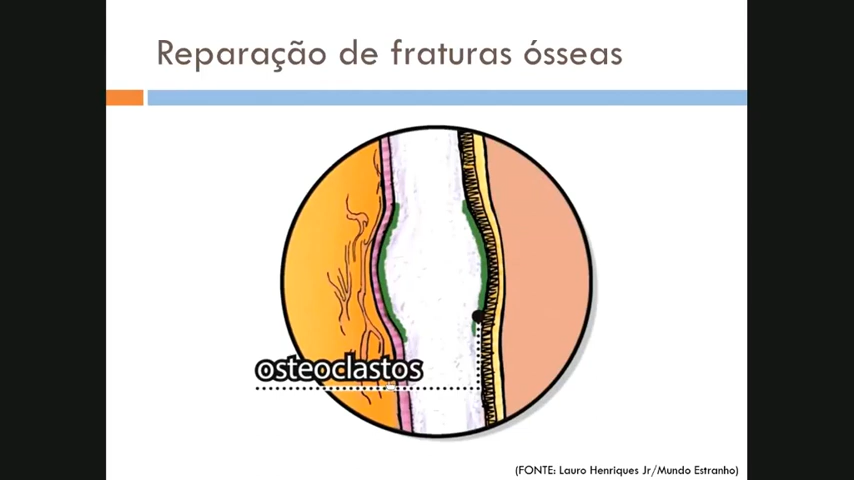 Reparação de fraturas ósseas
osteoclastos
(FONTE: Lauro Henriques Jr/Mundo Estranho)